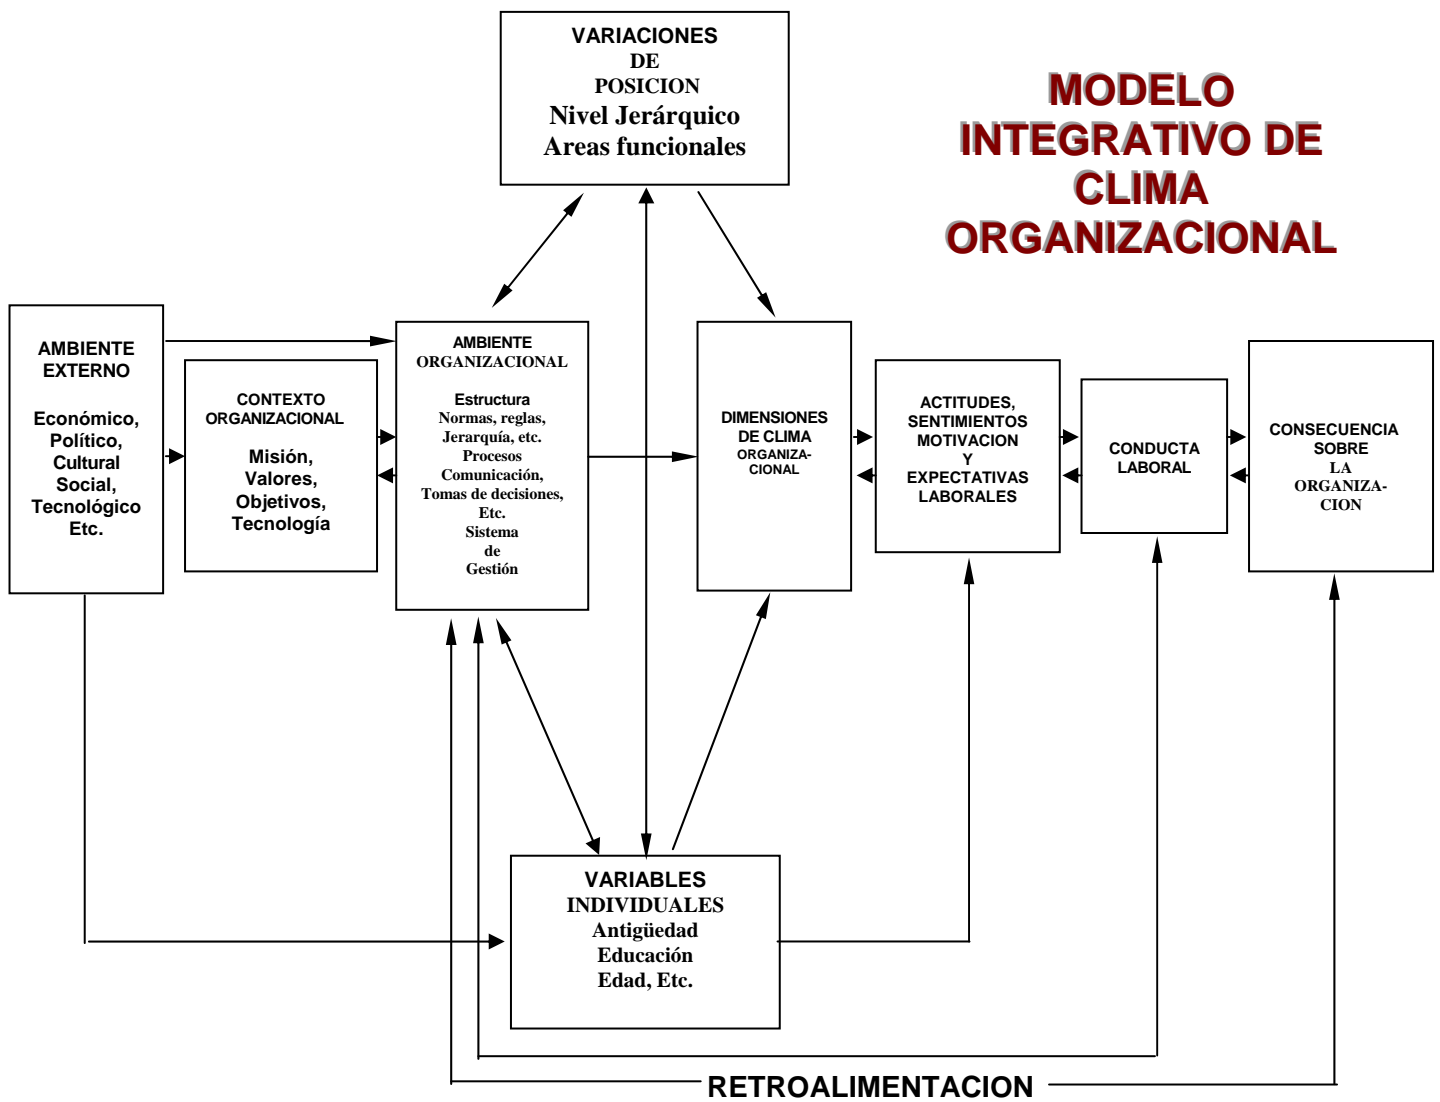 VARIACIONES
DE
POSICION
Nivel Jerárquico
Areas funcionales
MODELO
INTEGRATIVO DE
CLIMA
ORGANIZACIONAL
AMBIENTE
EXTERNO
Económico,
Político,
Cultural
Social,
Tecnológico
Etc.
CONTEXTO
ORGANIZACIONAL
Misión,
Valores,
Objetivos,
Tecnología
AMBIENTE
ORGANIZACIONAL
Estructura
Normas, reglas,
Jerarquía, etc.
Procesos
Comunicación,
Tomas de decisiones,
Etc.
Sistema
de
Gestión
DIMENSIONES
DE CLIMA
ORGANIZA-
CIONAL
ACTITUDES,
SENTIMIENTOS
MOTIVACION
Y
EXPECTATIVAS
LABORALES
CONDUCTA
LABORAL
CONSECUENCIA
SOBRE
LA
ORGANIZA-
CION
VARIABLES
INDIVIDUALES
Antigüedad
Educación
Edad, Etc.
RETROALIMENTACION